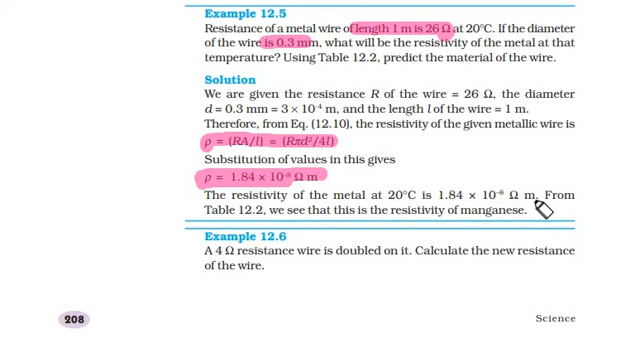 Example 12.5
Resistance of a metal wire of length 1 m is 26 Ω at 20°C. If the diameter
of the wire is 0.3 mm, what will be the resistivity of the metal at that
temperature? Using Table 12.2, predict the material of the wire.
Solution
We are given the resistance R of the wire = 26 Ω, the diameter
d = 0.3 mm = 3 × 10⁻⁴ m, and the length l of the wire = 1 m.
Therefore, from Eq. (12.10), the resistivity of the given metallic wire is
ρ = (RA/l) = (Rπd²/4l)
Substitution of values in this gives
ρ = 1.84 × 10⁻⁸ Ω m
The resistivity of the metal at 20°C is 1.84 × 10⁻⁸ Ω m. From
Table 12.2, we see that this is the resistivity of manganese.
Example 12.6
A 4 Ω resistance wire is doubled on it. Calculate the new resistance
of the wire.
208
Science